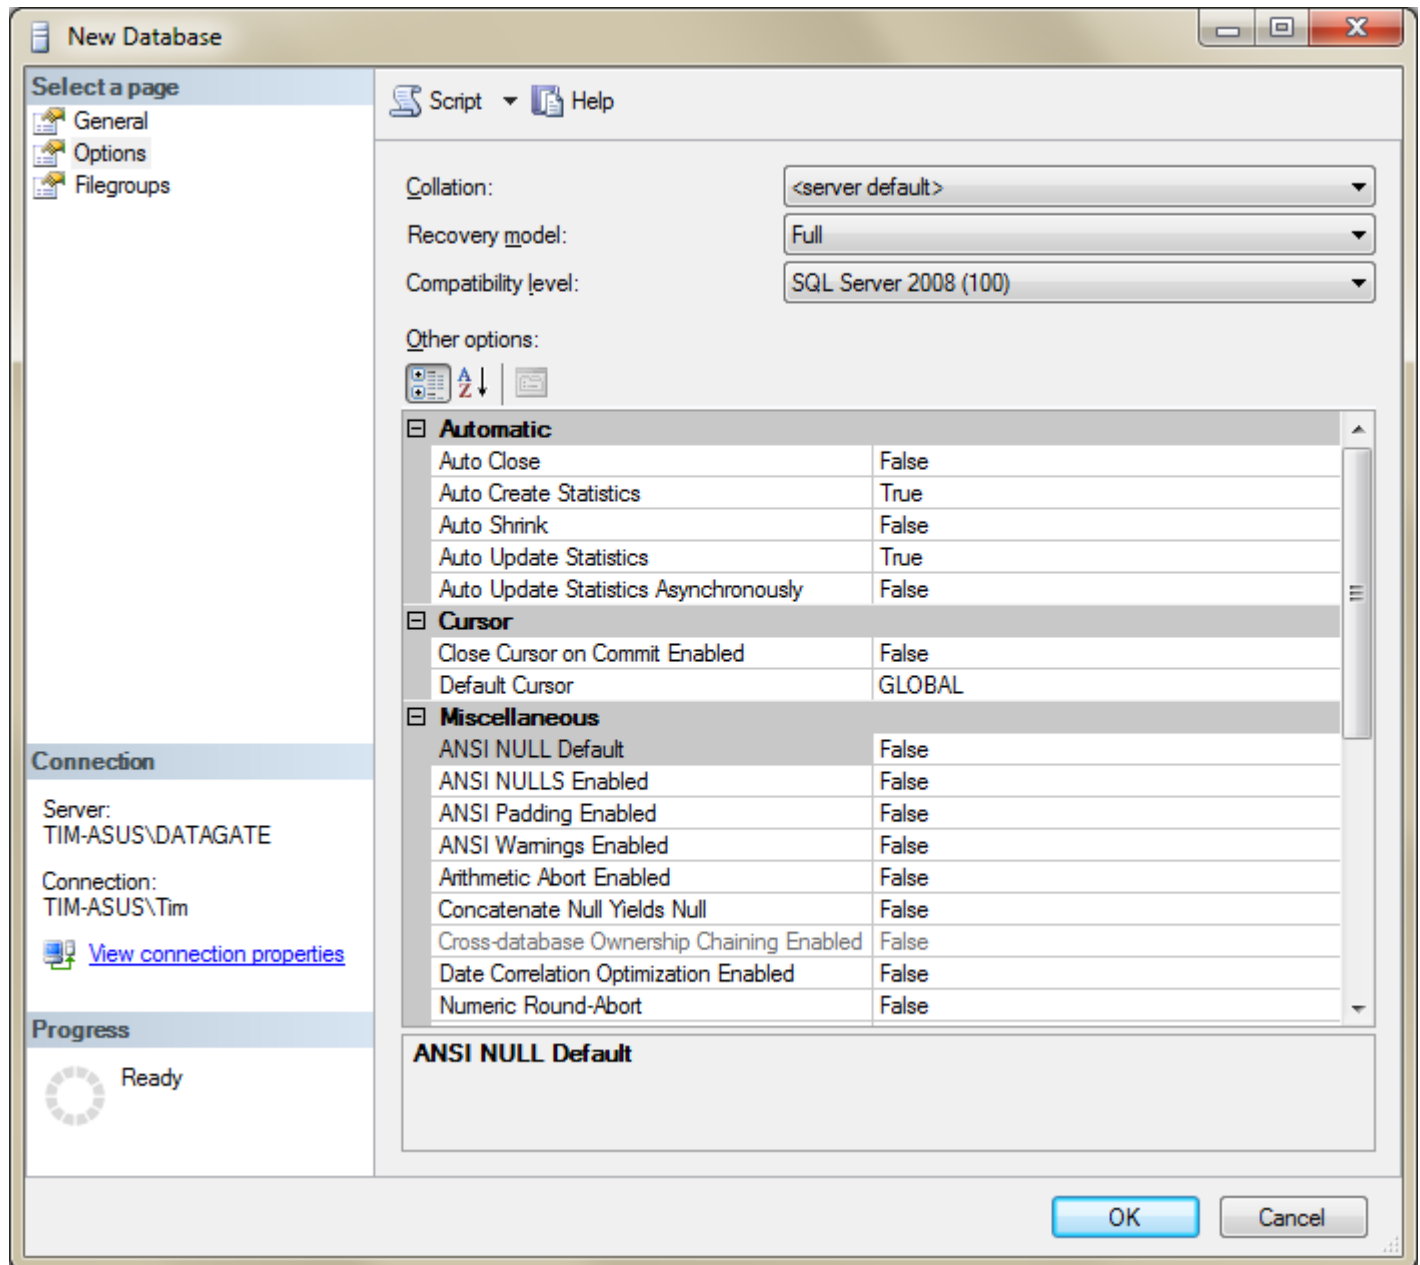 New Database
Select a page
General
Options
Filegroups
Script
Help
Collation: <server default>
Recovery model: Full
Compatibility level: SQL Server 2008 (100)
Other options:
Automatic
Auto Close False
Auto Create Statistics True
Auto Shrink False
Auto Update Statistics True
Auto Update Statistics Asynchronously False
Cursor
Close Cursor on Commit Enabled False
Default Cursor GLOBAL
Miscellaneous
ANSI NULL Default False
ANSI NULLS Enabled False
ANSI Padding Enabled False
ANSI Warnings Enabled False
Arithmetic Abort Enabled False
Concatenate Null Yields Null False
Cross-database Ownership Chaining Enabled False
Date Correlation Optimization Enabled False
Numeric Round-Abort False
ANSI NULL Default
Connection
Server:
TIM-ASUS\DATAGATE
Connection:
TIM-ASUS\Tim
View connection properties
Progress
Ready
OK
Cancel